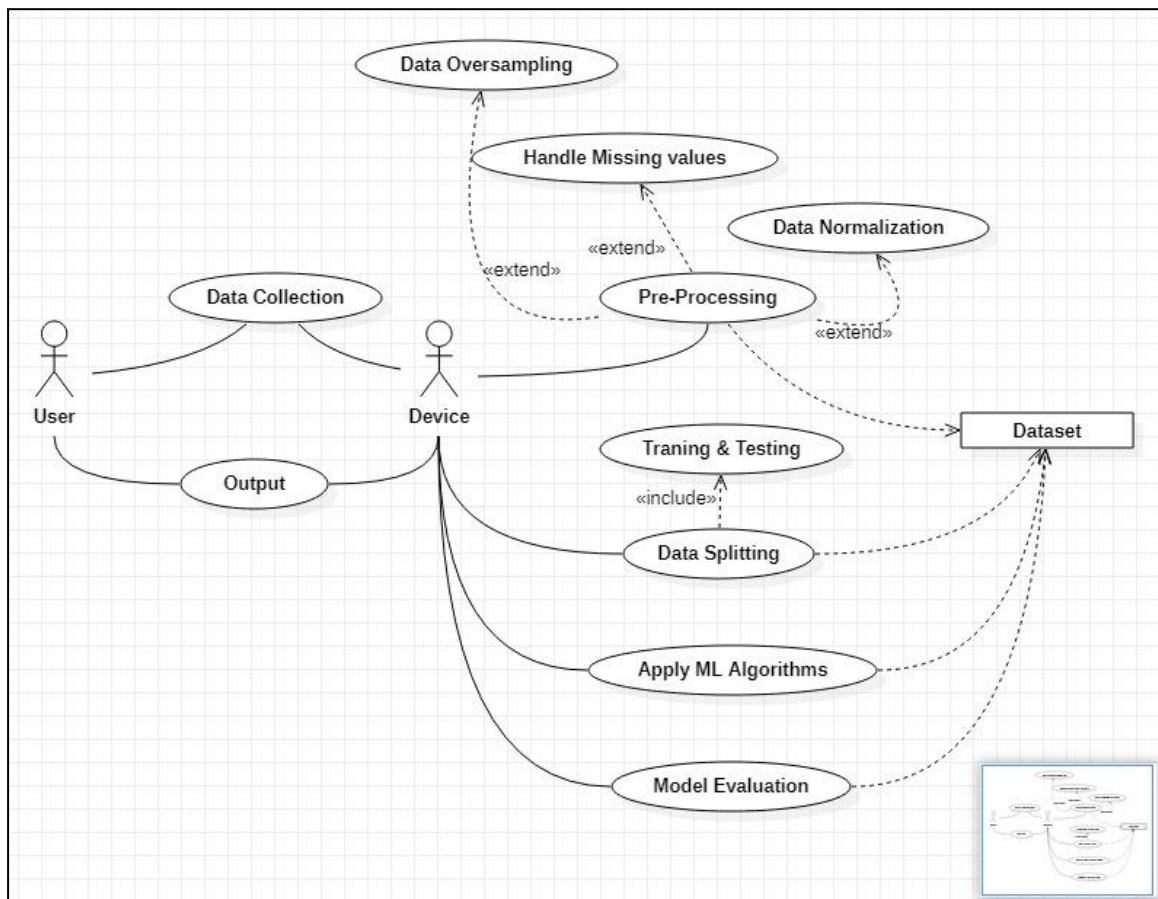 Data Oversampling
Handle Missing values
Data Normalization
«extend»
«extend»
Data Collection
Pre-Processing
«extend»
User
Device
Dataset
Traning & Testing
Output
«include»
Data Splitting
Apply ML Algorithms
Model Evaluation